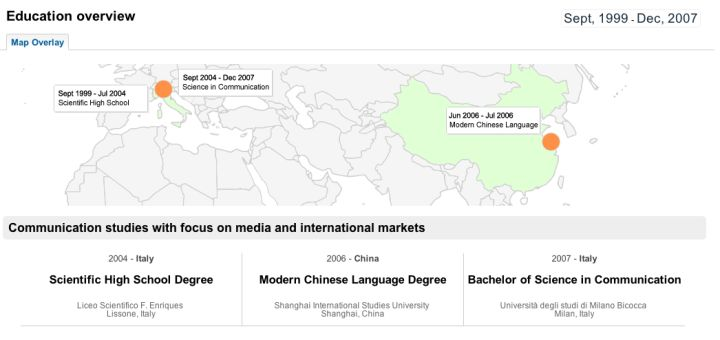 Education overview
Sept, 1999 - Dec, 2007
Map Overlay
Sept 2004 - Dec 2007
Science in Communication
Sept 1999 - Jul 2004
Scientific High School
Jun 2006 - Jul 2006
Modern Chinese Language
Communication studies with focus on media and international markets
2004 - Italy
Scientific High School Degree
Liceo Scientifico F. Enriques
Lissone, Italy
2006 - China
Modern Chinese Language Degree
Shanghai International Studies University
Shanghai, China
2007 - Italy
Bachelor of Science in Communication
Università degli studi di Milano Bicocca
Milan, Italy